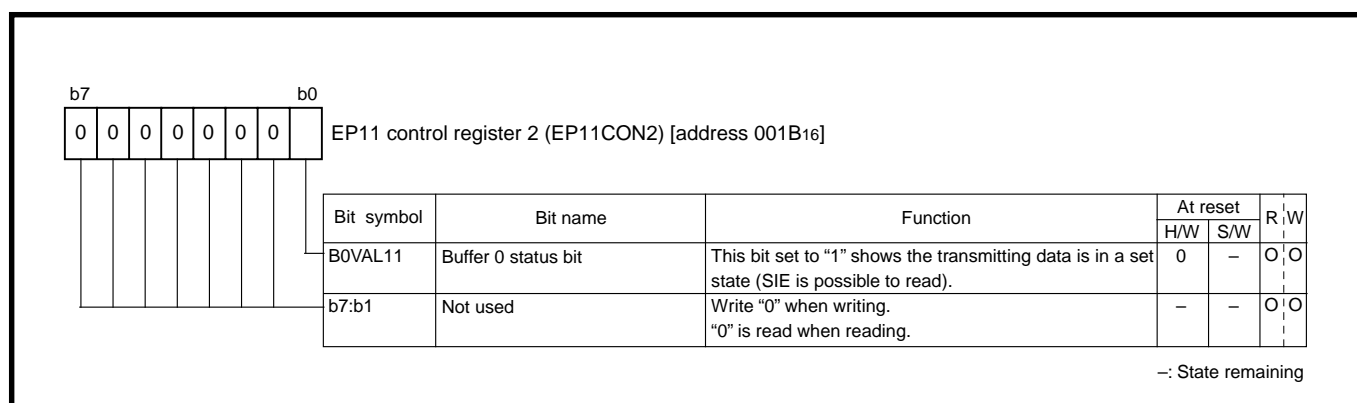 b7 b0
0 0 0 0 0 0 0
EP11 control register 2 (EP11CON2) [address 001B16]
Bit symbol Bit name Function At reset R W
H/W S/W
B0VAL11 Buffer 0 status bit This bit set to “1” shows the transmitting data is in a set 0 – O O
state (SIE is possible to read).
b7:b1 Not used Write “0” when writing. – – O O
“0” is read when reading.
–: State remaining